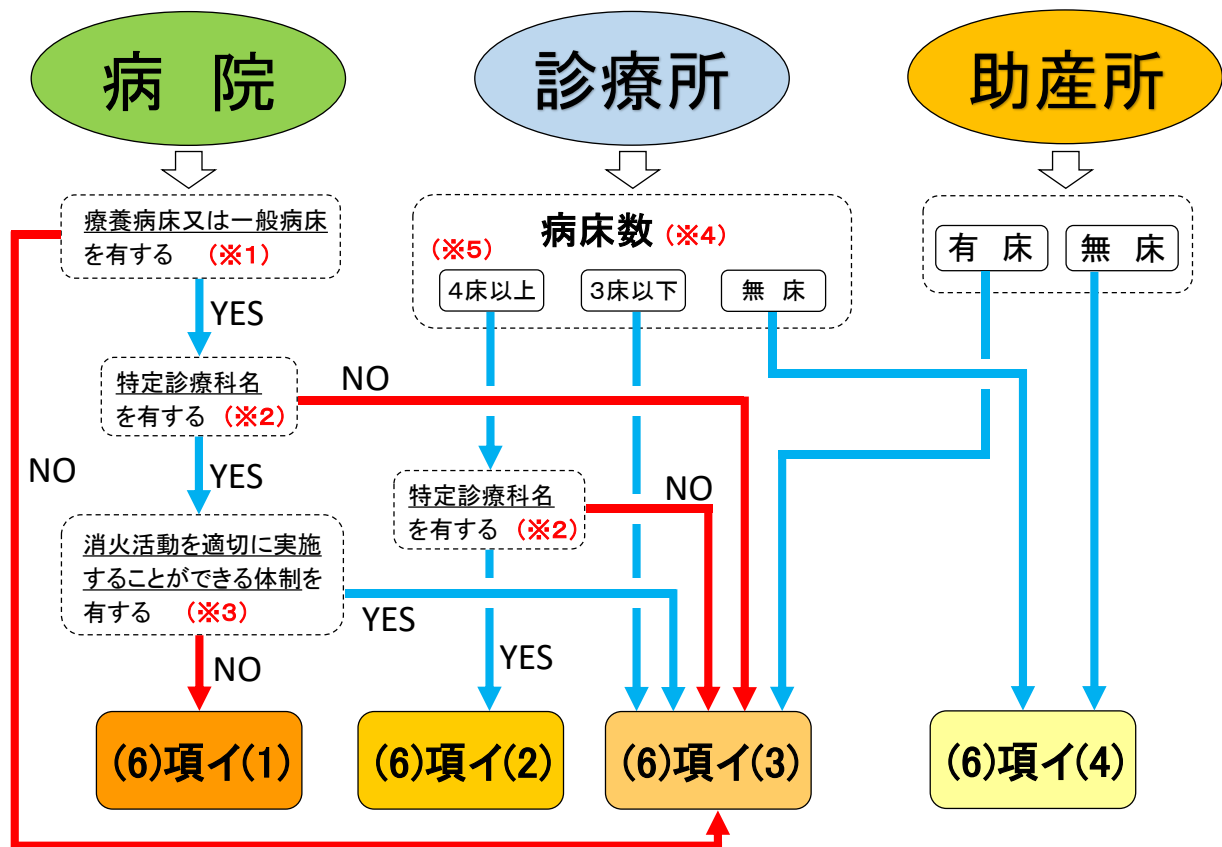 病　院
診療所
助産所
療養病床又は一般病床
を有する　（※1）
病床数（※4）
（※5）
4床以上
3床以下
無　床
有　床
無　床
YES
特定診療科名
を有する（※2）
NO
NO
YES
特定診療科名
を有する（※2）
NO
消火活動を適切に実施
することができる体制を
有する　（※3）
YES
NO
YES
(6)項イ(1)
(6)項イ(2)
(6)項イ(3)
(6)項イ(4)